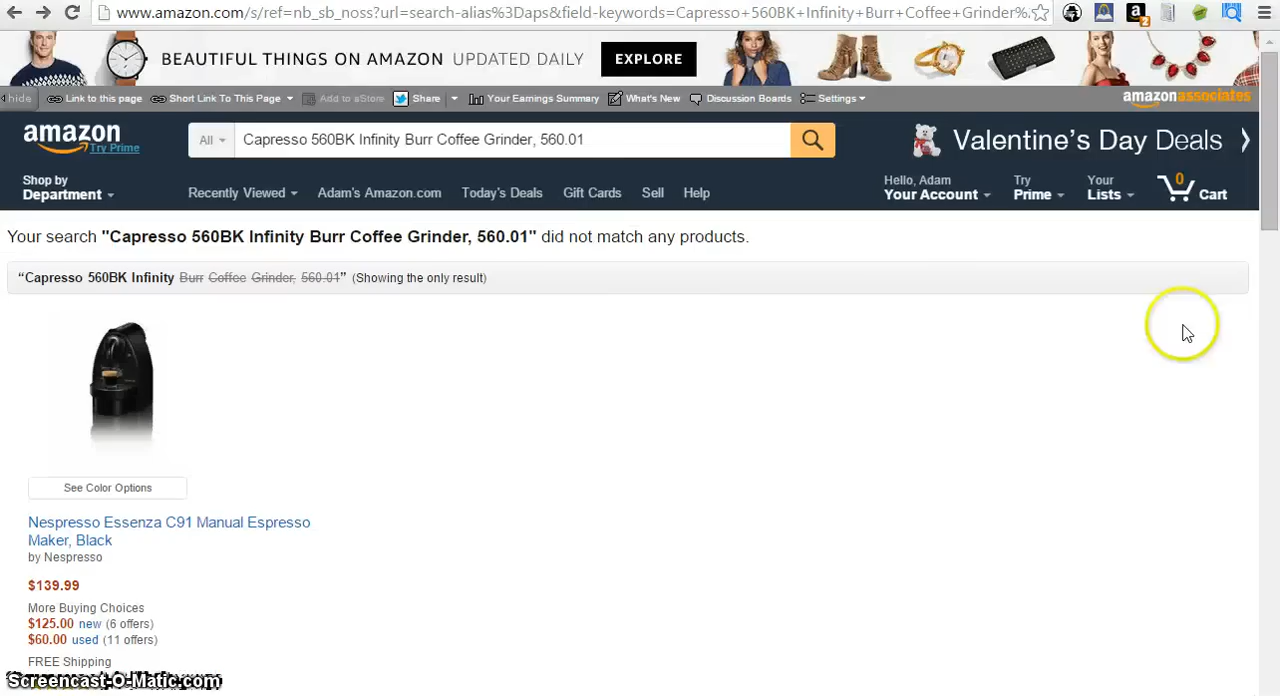 www.amazon.com/s/ref=nb_sb_noss?url=search-alias%3Daps&field-keywords=Capresso+560BK+Infinity+Burr+Coffee+Grinder%.
BEAUTIFUL THINGS ON AMAZON UPDATED DAILY EXPLORE
hide Link to this page Short Link To This Page Add to aStore Share Your Earnings Summary What's New Discussion Boards Settings amazonassociates
amazon Try Prime All Capresso 560BK Infinity Burr Coffee Grinder, 560.01 Valentine's Day Deals
Shop by Department Recently Viewed Adam's Amazon.com Today's Deals Gift Cards Sell Help Hello, Adam Your Account Try Prime Your Lists 0 Cart
Your search "Capresso 560BK Infinity Burr Coffee Grinder, 560.01" did not match any products.
“Capresso 560BK Infinity Burr Coffee Grinder, 560.01” (Showing the only result)
See Color Options
Nespresso Essenza C91 Manual Espresso
Maker, Black
by Nespresso
$139.99
More Buying Choices
$125.00 new (6 offers)
$60.00 used (11 offers)
FREE Shipping
Screencast-O-Matic.com